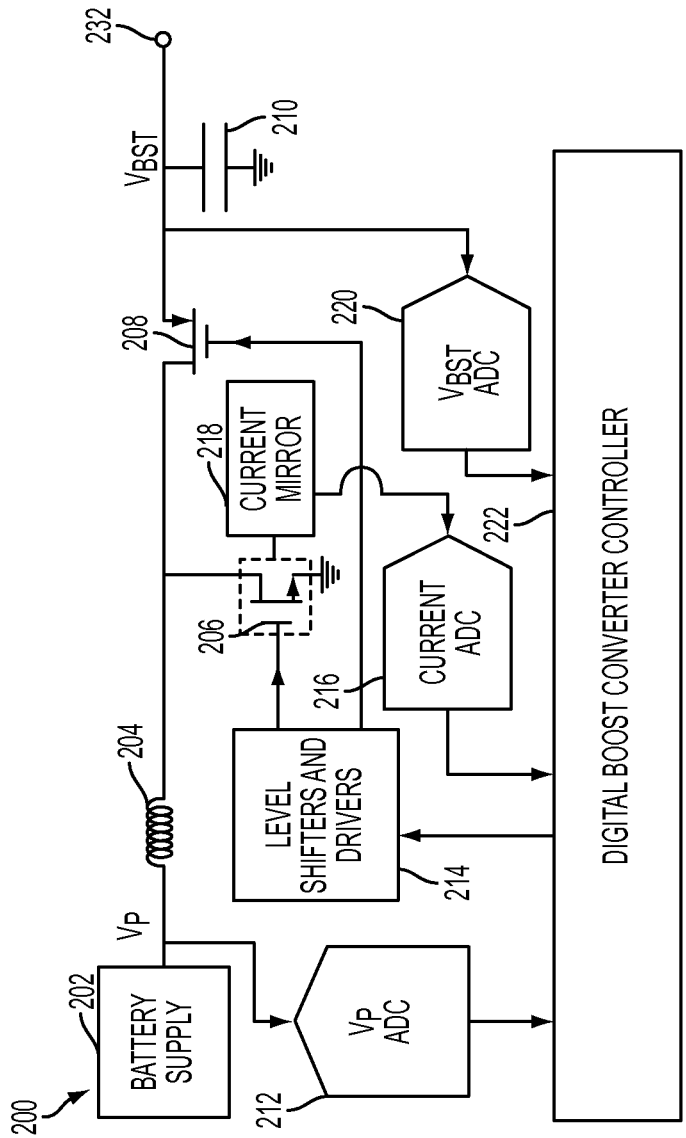 200
202
BATTERY
SUPPLY
VP
204
208
VBST
232
210
206
218
CURRENT
MIRROR
LEVEL
SHIFTERS AND
DRIVERS
214
212
VP
ADC
216
CURRENT
ADC
220
VBST
ADC
222
DIGITAL BOOST CONVERTER CONTROLLER